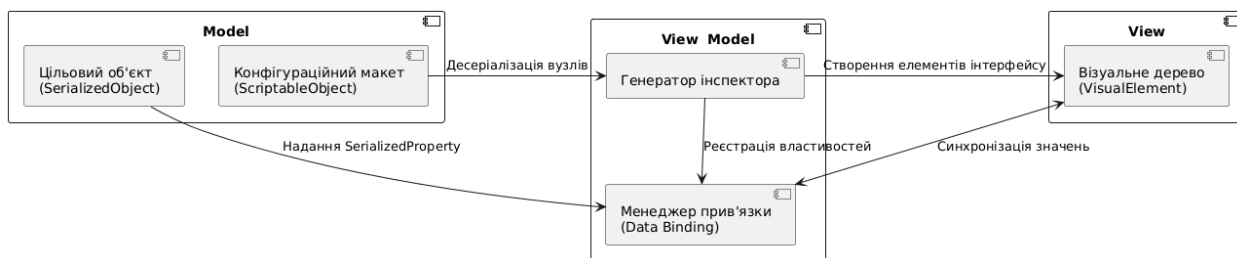 Model
Цільовий об'єкт
(SerializedObject)
Конфігураційний макет
(ScriptableObject)
Десеріалізація вузлів
View Model
Генератор інспектора
Створення елементів інтерфейсу
View
Візуальне дерево
(VisualElement)
Надання SerializedProperty
Реєстрація властивостей
Синхронізація значень
Менеджер прив'язки
(Data Binding)